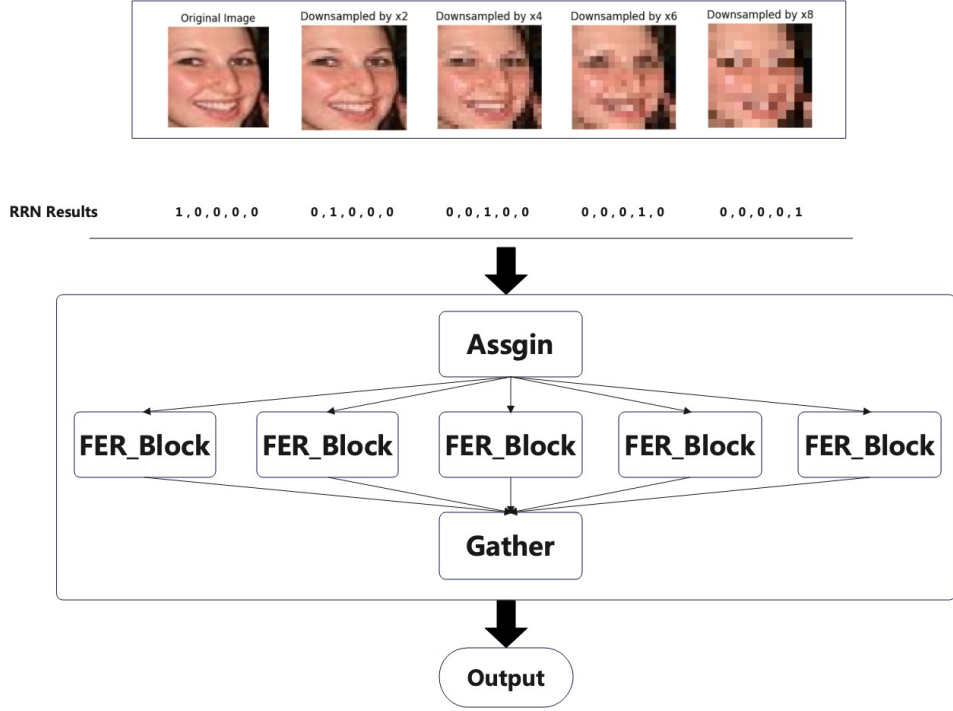 Original Image Downsampled by x2 Downsampled by x4 Downsampled by x6 Downsampled by x8
RRN Results 1,0,0,0,0 0,1,0,0,0 0,0,1,0,0 0,0,0,1,0 0,0,0,0,1
Assgin
FER_Block FER_Block FER_Block FER_Block FER_Block
Gather
Output